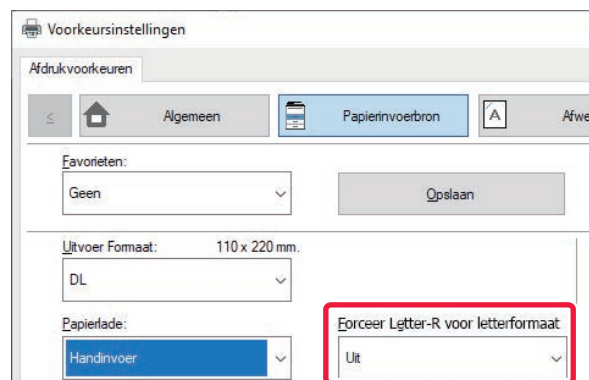 Voorkeursinstellingen
Afdrukvoorkeuren
≤ Algemeen Papierinvoerbron A Afwe
Favorieten:
Geen Opslaan
Uitvoer Formaat: 110 x 220 mm.
DL
Papierlade: Forceer Letter-R voor letterformaat
Handinvoer Uit